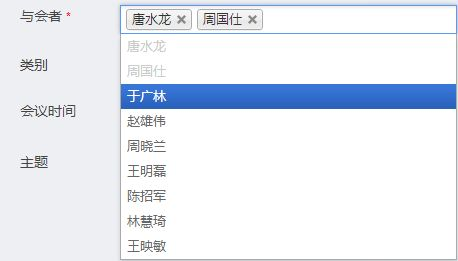 与会者 * 唐水龙 周国仕
唐水龙
类别
周国仕
于广林
会议时间
赵雄伟
周晓兰
主题
王明磊
陈招军
林慧琦
王映敏